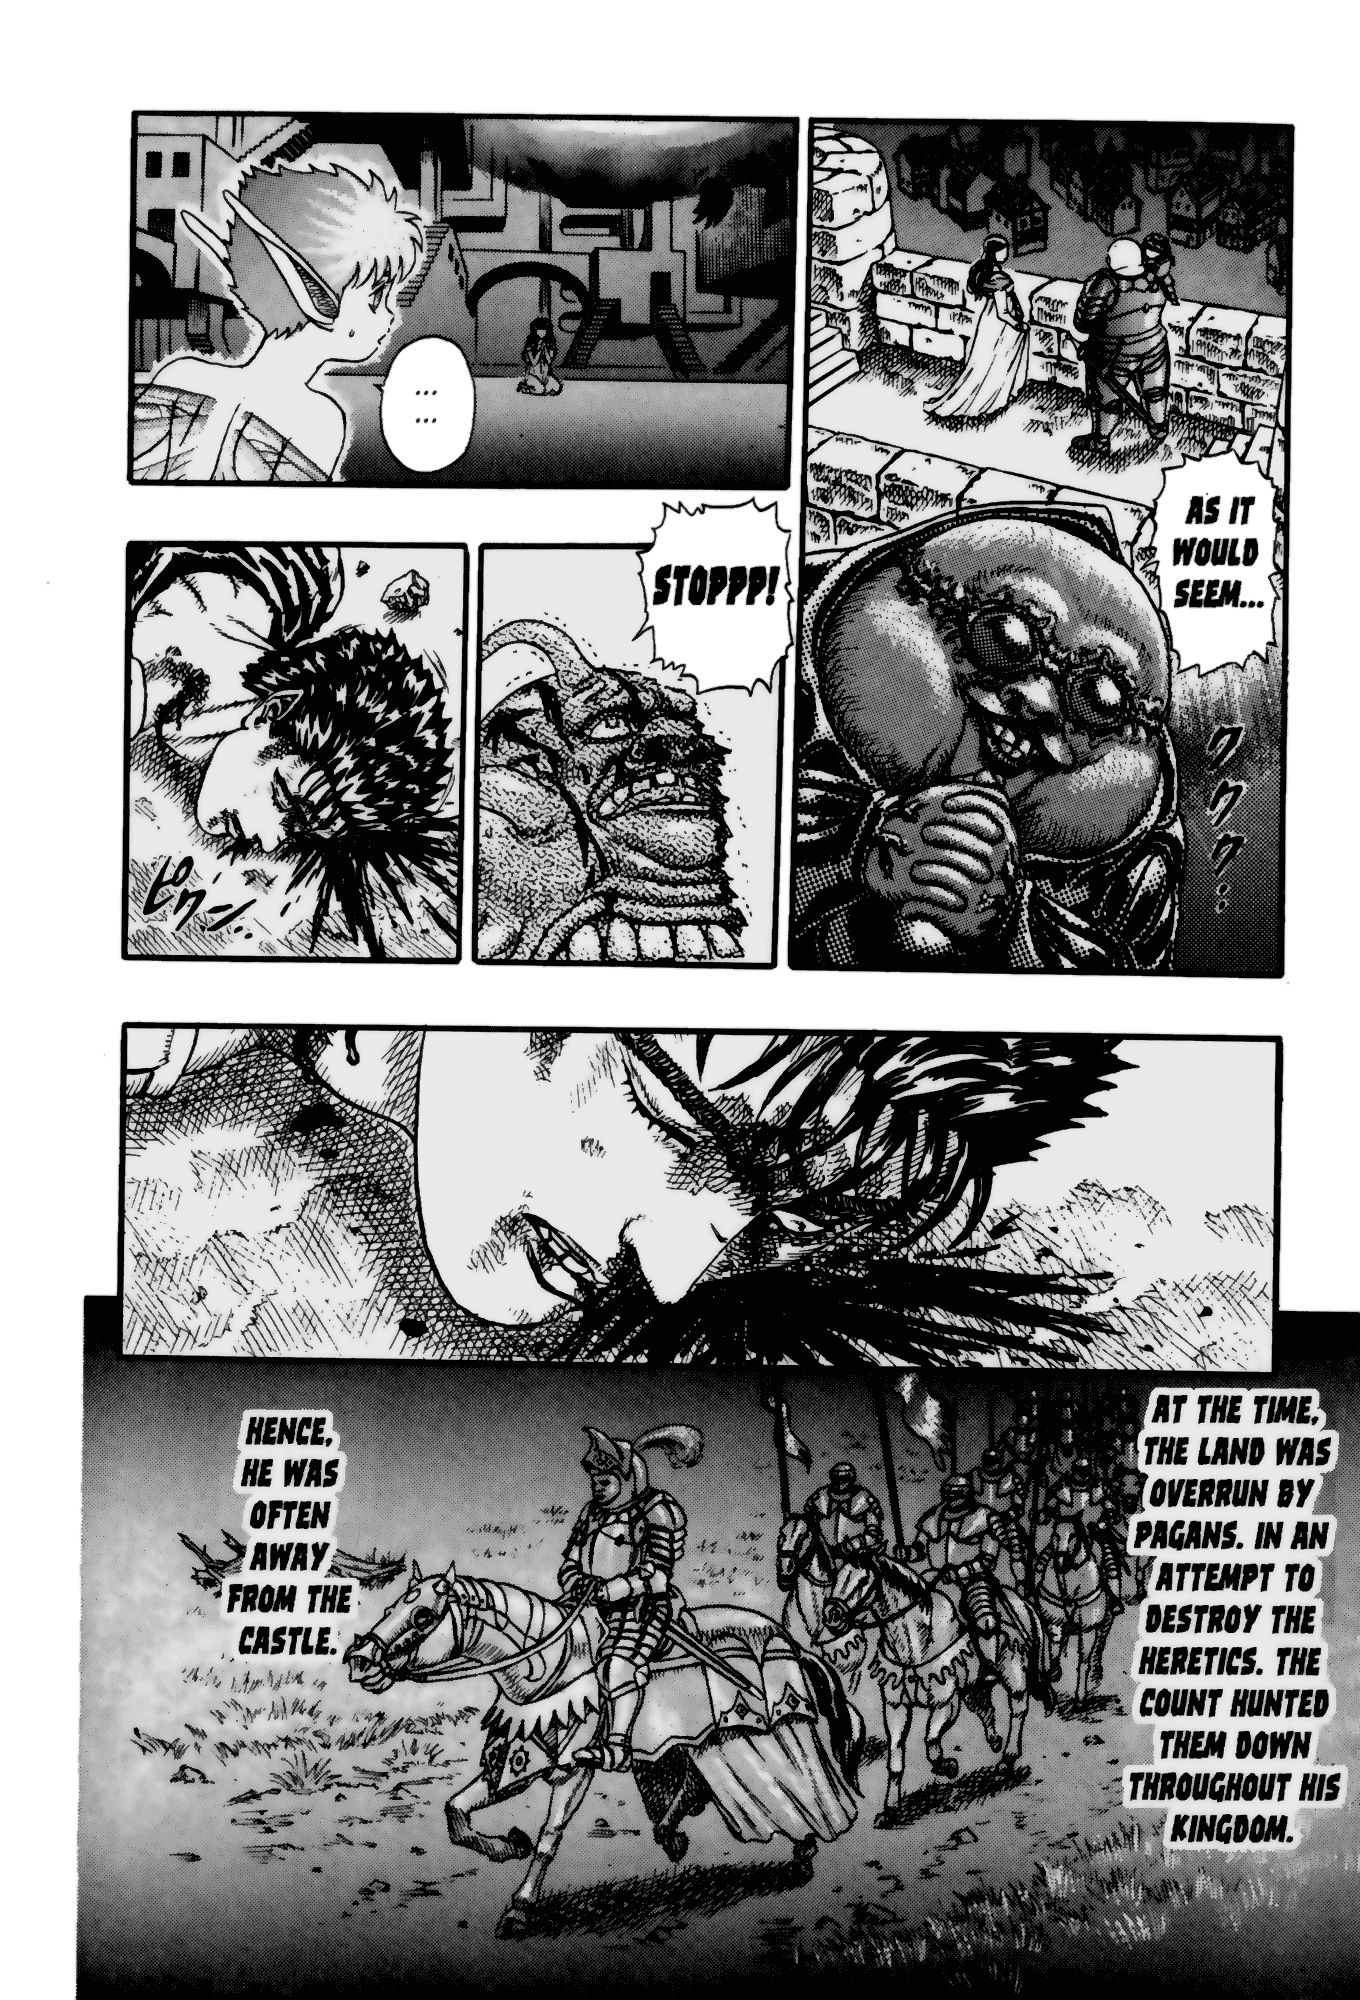 AS IT
WOULD
SEEM...
ククク...
...
...
STOPPP!
ピクーン...
AT THE TIME,
THE LAND WAS
OVERRUN BY
PAGANS. IN AN
ATTEMPT TO
DESTROY THE
HERETICS. THE
COUNT HUNTED
THEM DOWN
THROUGHOUT HIS
KINGDOM.
HENCE,
HE WAS
OFTEN
AWAY
FROM THE
CASTLE.